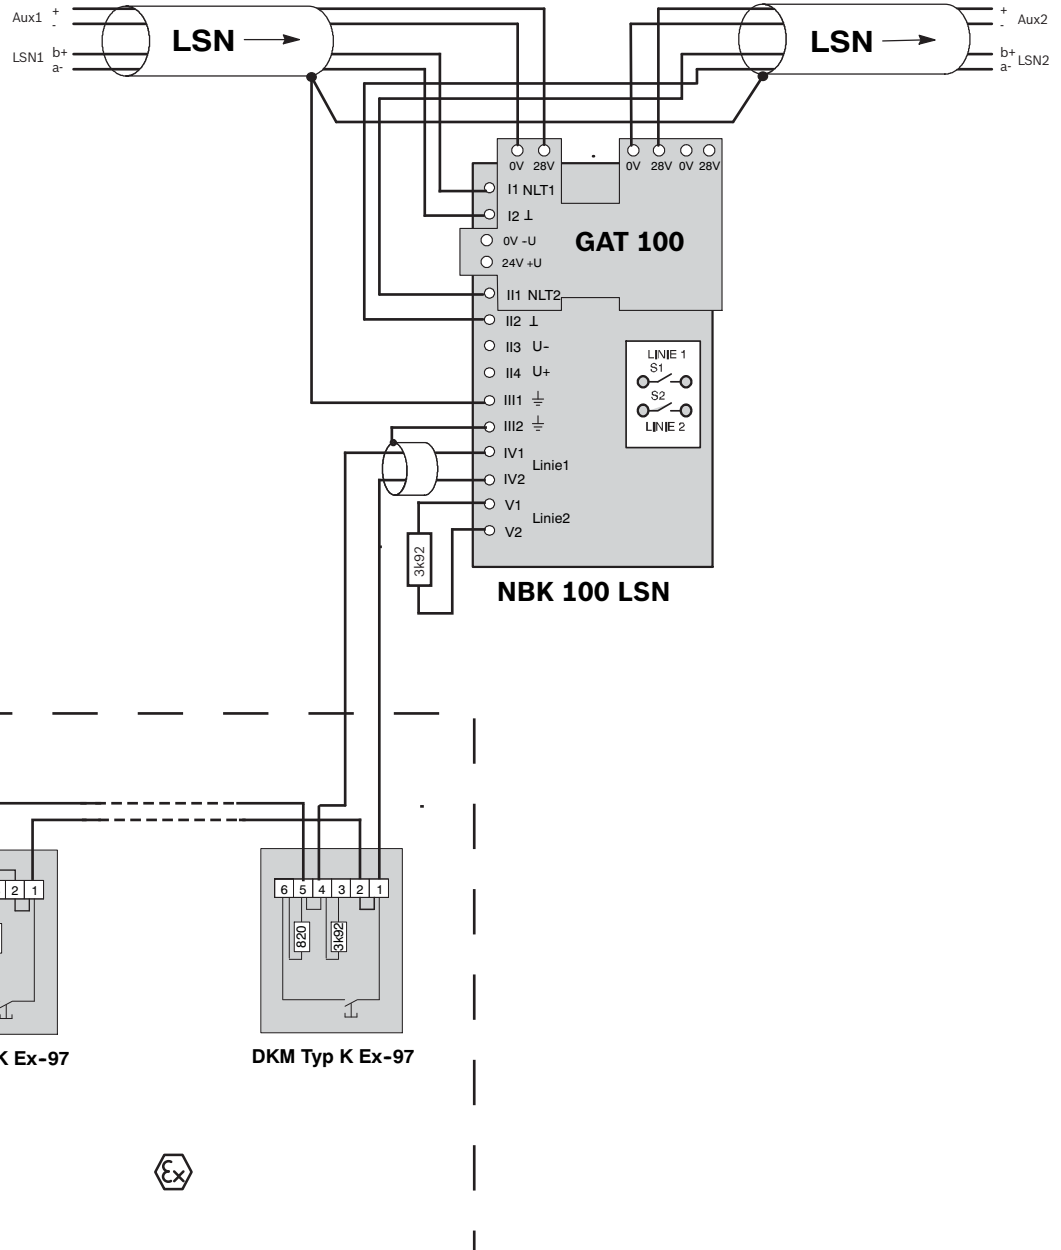 Aux1 +
-
LSN1 b+
a-
LSN
LSN
+
- Aux2
b+ LSN2
a-
0V 28V
0V 28V 0V 28V
I1 NLT1
I2 ⊥
0V -U
24V +U
GAT 100
II1 NLT2
II2 ⊥
II3 U-
II4 U+
III1
III2
IV1
Linie1
IV2
V1
Linie2
V2
LINIE 1
S1
S2
LINIE 2
3k92
NBK 100 LSN
2 1
6 5 4 3 2 1
820
3k92
K Ex-97
DKM Typ K Ex-97
Ex